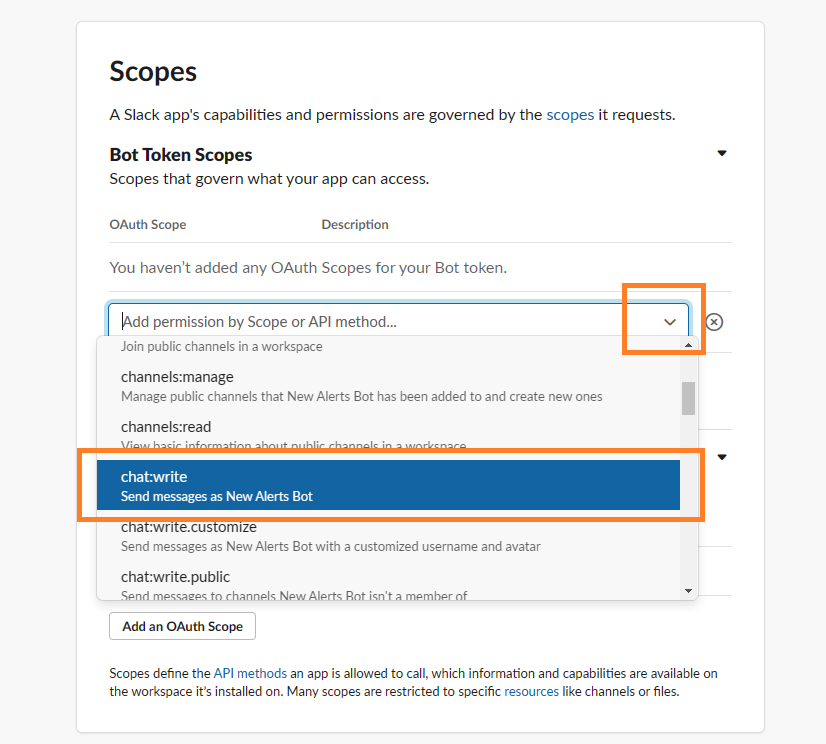 Scopes
A Slack app's capabilities and permissions are governed by the scopes it requests.
Bot Token Scopes
Scopes that govern what your app can access.
OAuth Scope Description
You haven’t added any OAuth Scopes for your Bot token.
Add permission by Scope or API method...
Join public channels in a workspace
channels:manage
Manage public channels that New Alerts Bot has been added to and create new ones
channels:read
View basic information about public channels in a workspace
chat:write
Send messages as New Alerts Bot
chat:write.customize
Send messages as New Alerts Bot with a customized username and avatar
chat:write.public
Send messages to channels New Alerts Bot isn't a member of
Add an OAuth Scope
Scopes define the API methods an app is allowed to call, which information and capabilities are available on
the workspace it’s installed on. Many scopes are restricted to specific resources like channels or files.